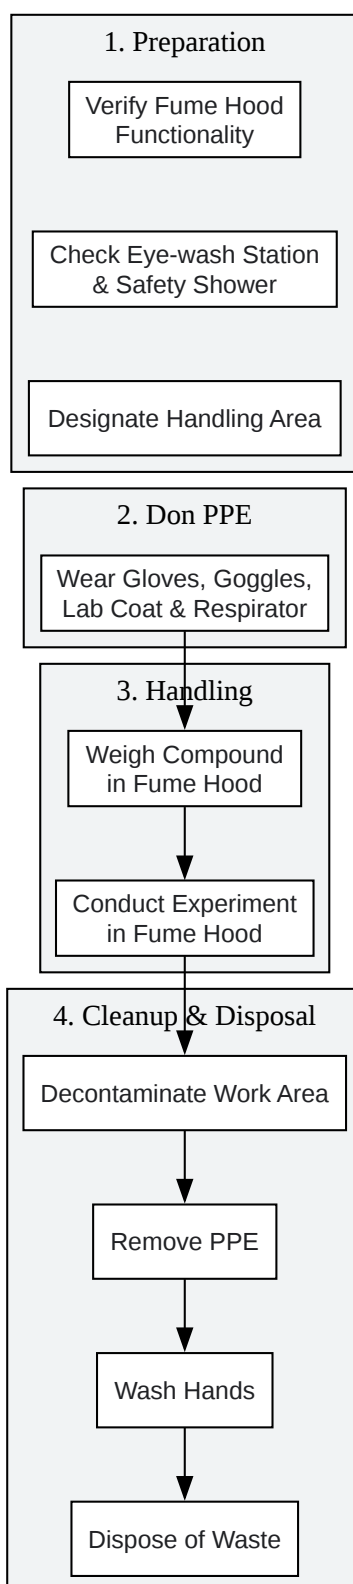 1. Preparation
Verify Fume Hood
Functionality
Check Eye-wash Station
& Safety Shower
Designate Handling Area
2. Don PPE
Wear Gloves, Goggles,
Lab Coat & Respirator
3. Handling
Weigh Compound
in Fume Hood
Conduct Experiment
in Fume Hood
4. Cleanup & Disposal
Decontaminate Work Area
Remove PPE
Wash Hands
Dispose of Waste